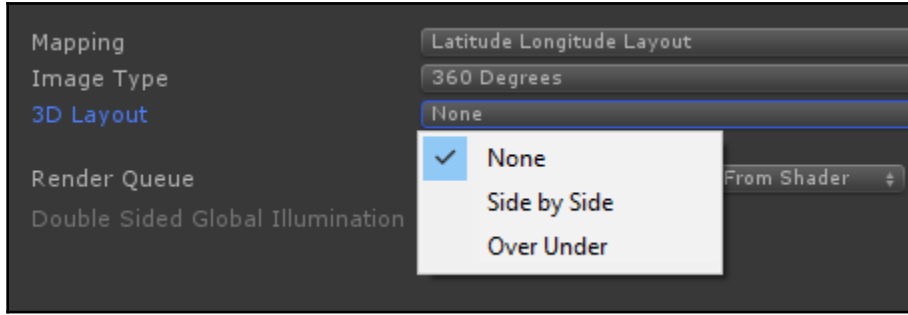 Mapping Latitude Longitude Layout
Image Type 360 Degrees
3D Layout None
None
Render Queue From Shader
Side by Side
Double Sided Global Illumination
Over Under